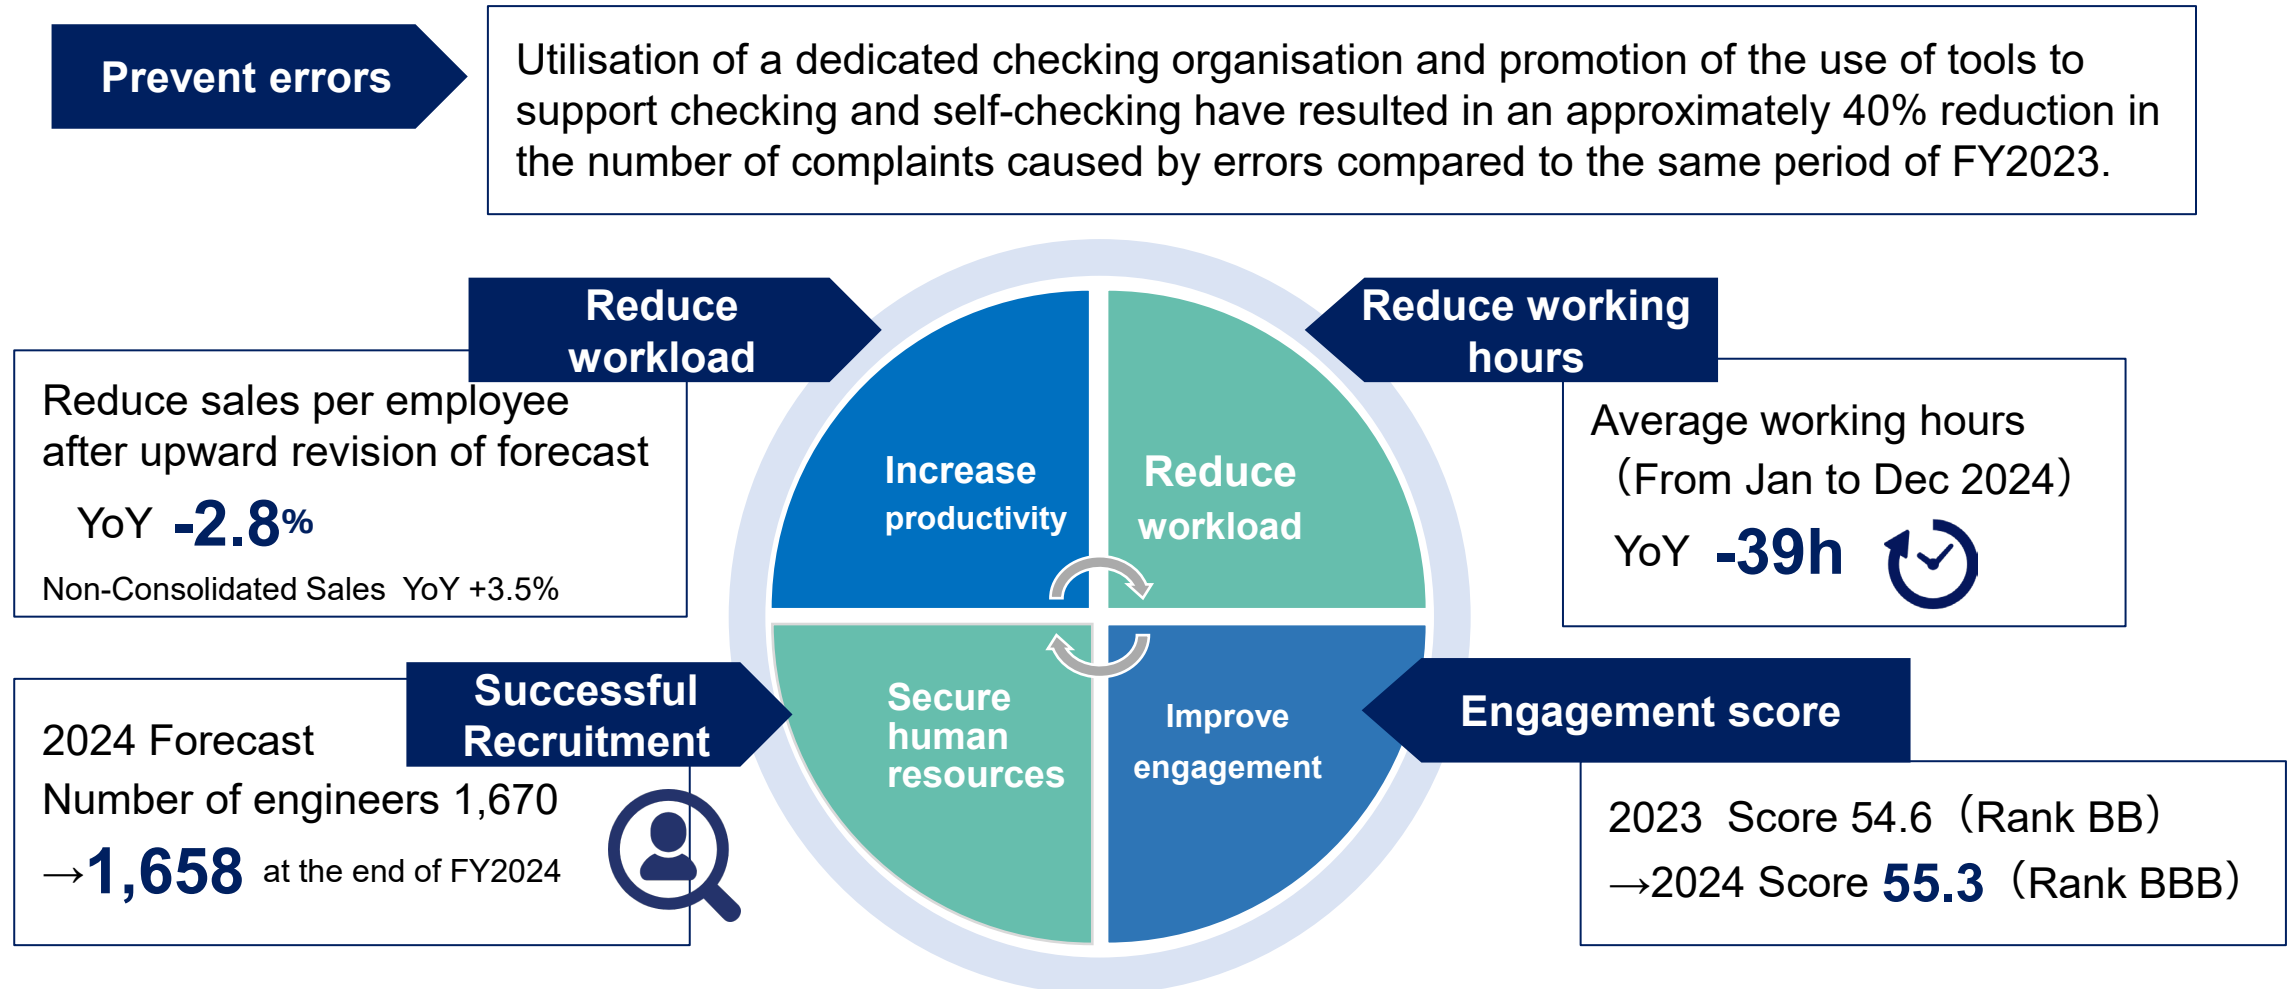 Prevent errors
Utilisation of a dedicated checking organisation and promotion of the use of tools to
support checking and self-checking have resulted in an approximately 40% reduction in
the number of complaints caused by errors compared to the same period of FY2023.
Reduce
workload
Reduce sales per employee
after upward revision of forecast
YoY -2.8%
Non-Consolidated Sales YoY +3.5%
Reduce working
hours
Average working hours
（From Jan to Dec 2024）
YoY -39h
Increase
productivity
Reduce
workload
Secure
human
resources
Improve
engagement
Successful
Recruitment
2024 Forecast
Number of engineers 1,670
→1,658 at the end of FY2024
Engagement score
2023 Score 54.6（Rank BB）
→2024 Score 55.3（Rank BBB）